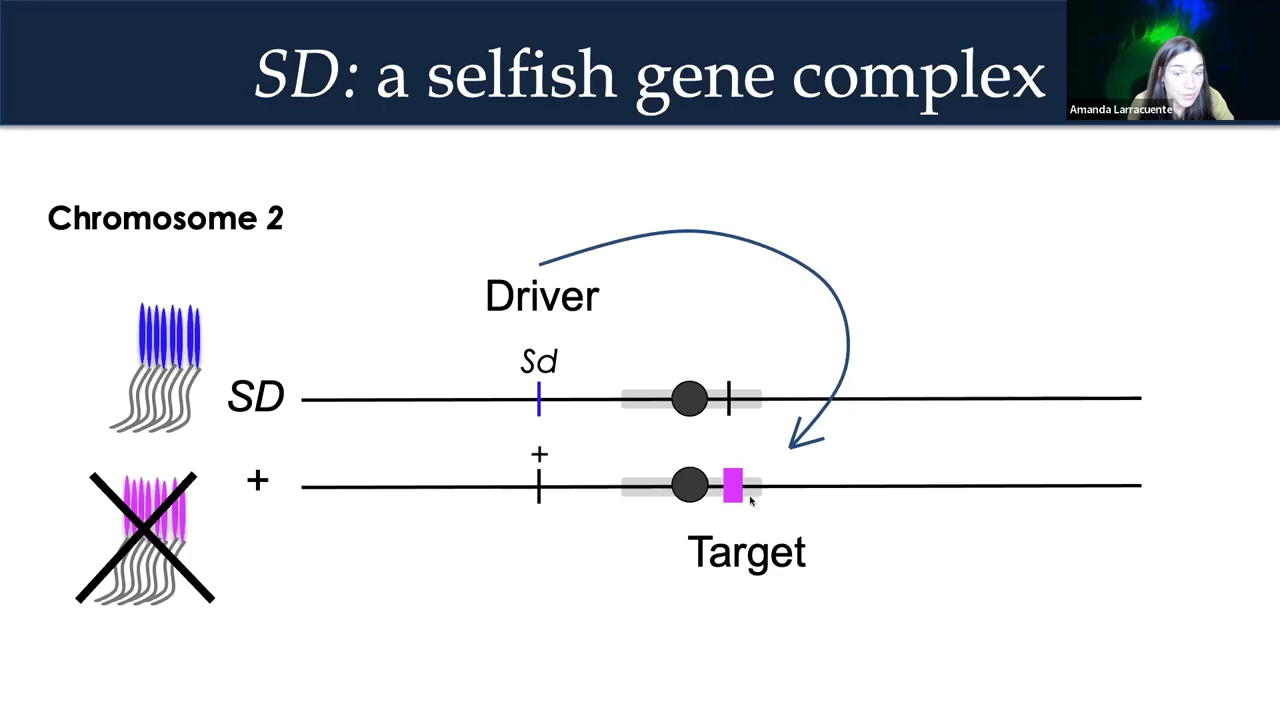 SD: a selfish gene complex
Amanda Larracuente
Chromosome 2
Driver
Sd
SD
+
+
Target